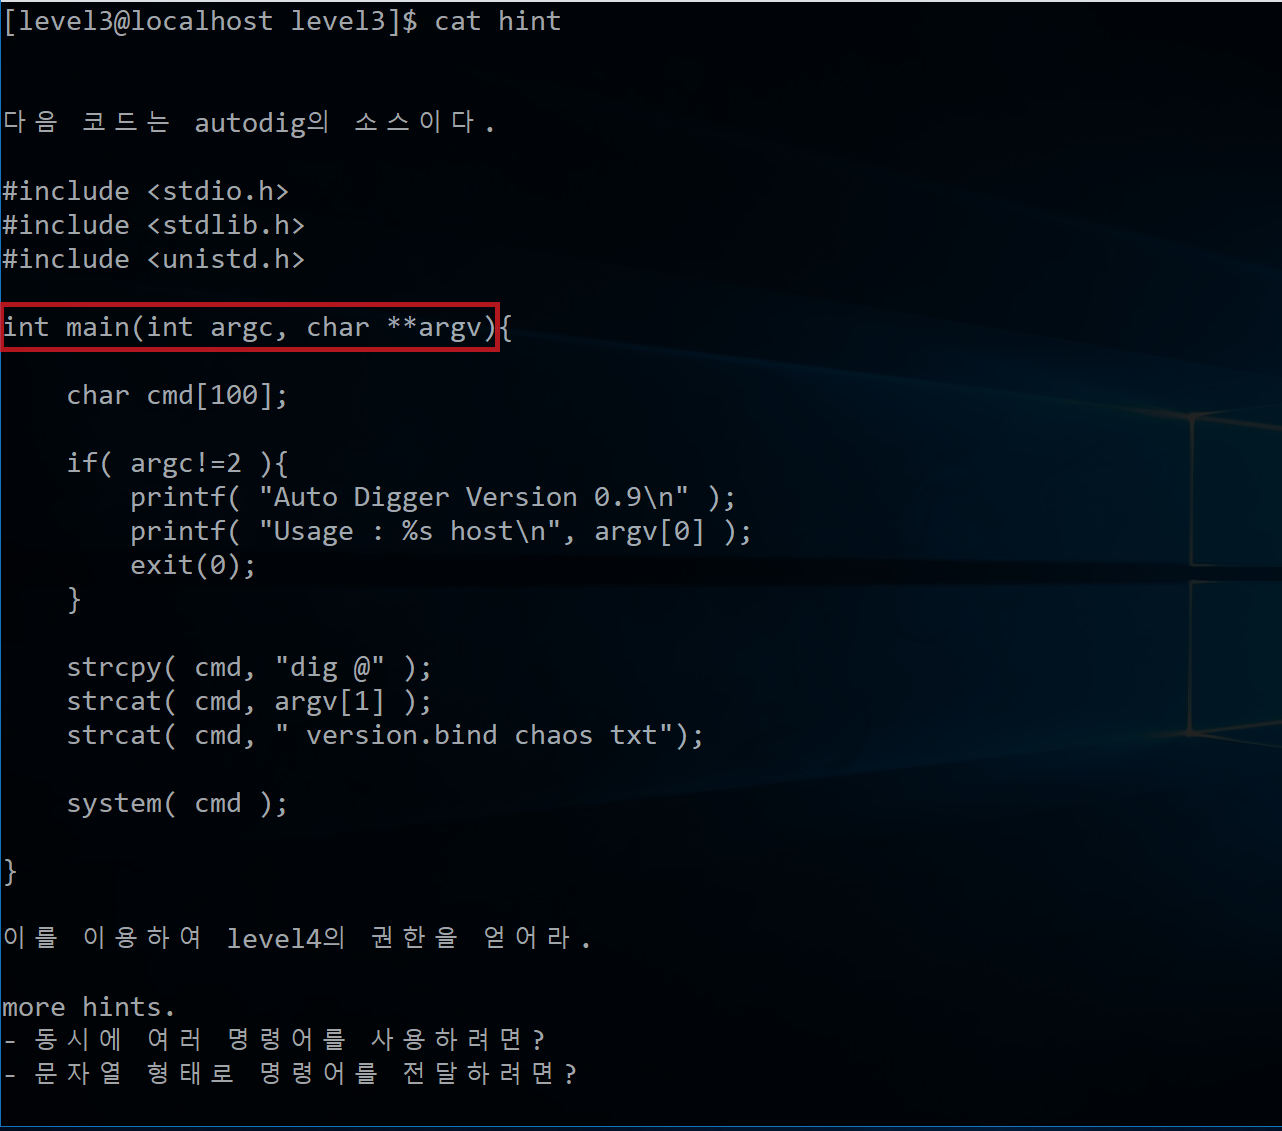 [level3@localhost level3]$ cat hint
다음 코드는 autodig의 소스이다.
#include <stdio.h>
#include <stdlib.h>
#include <unistd.h>
int main(int argc, char **argv){
char cmd[100];
if( argc!=2 ){
printf( "Auto Digger Version 0.9\n" );
printf( "Usage : %s host\n", argv[0] );
exit(0);
}
strcpy( cmd, "dig @" );
strcat( cmd, argv[1] );
strcat( cmd, " version.bind chaos txt");
system( cmd );
}
이를 이용하여 level4의 권한을 얻어라.
more hints.
- 동시에 여러 명령어를 사용하려면?
- 문자열 형태로 명령어를 전달하려면?